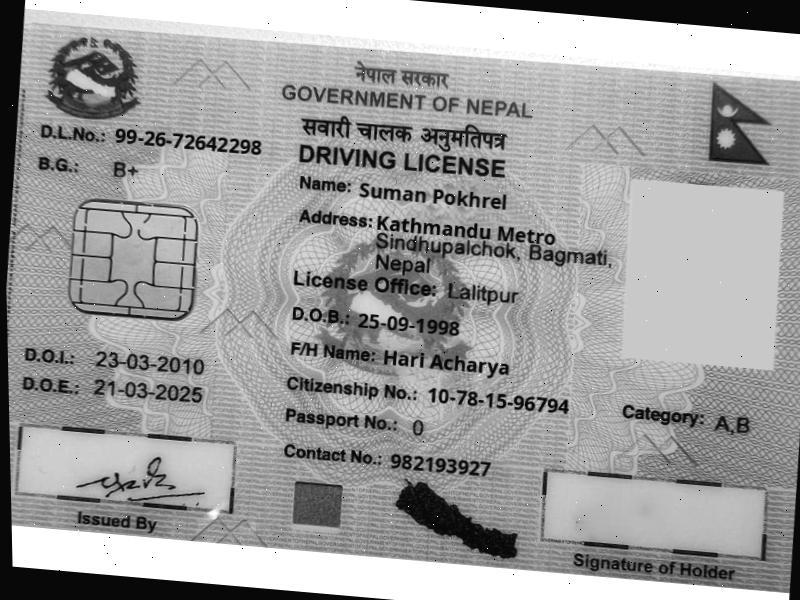 नेपाल सरकार
GOVERNMENT OF NEPAL
सवारी चालक अनुमतिपत्र
DRIVING LICENSE
D.L.No.: 99-26-72642298
B.G.: B+
Name: Suman Pokhrel
Address: Kathmandu Metro
Sindhupalchok, Bagmati,
Nepal
License Office: Lalitpur
D.O.B.: 25-09-1998
F/H Name: Hari Acharya
D.O.I.: 23-03-2010
D.O.E.: 21-03-2025
Citizenship No.: 10-78-15-96794
Category: A,B
Passport No.: 0
Contact No.: 982193927
Issued By
Signature of Holder